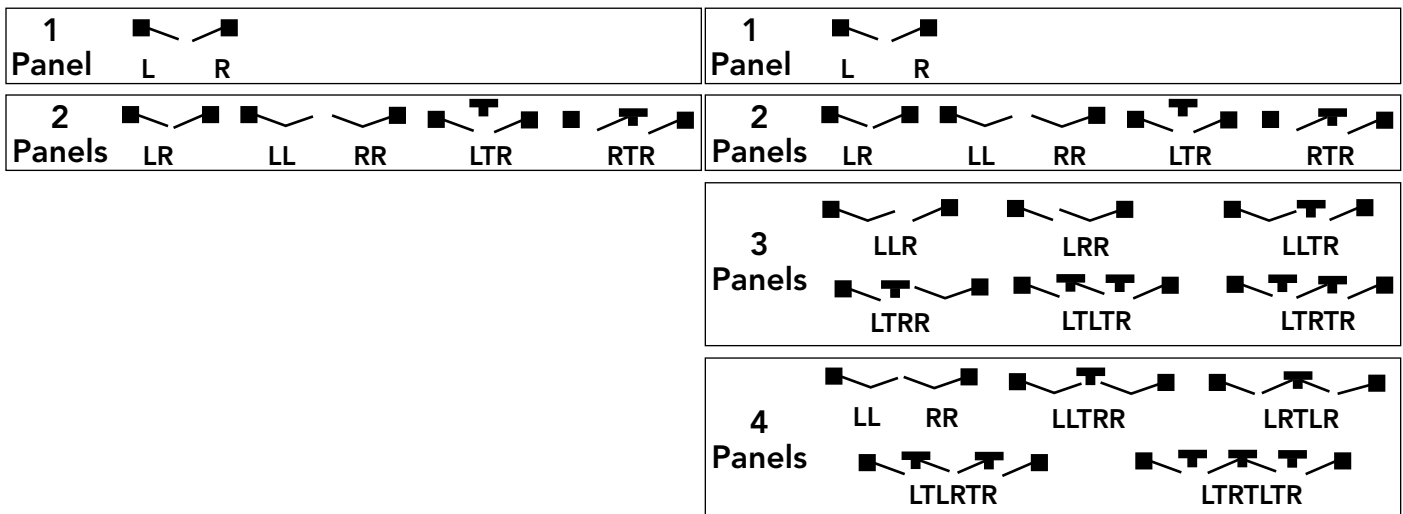 1
Panel
L R
2
Panels
LR LL RR LTR RTR
1
Panel
L R
2
Panels
LR LL RR LTR RTR
3
Panels
LLR LRR LLTR
LTRR LTLTR LTRTR
4
Panels
LL RR LLTRR LRTLR
LTLRTR LTRTLTR